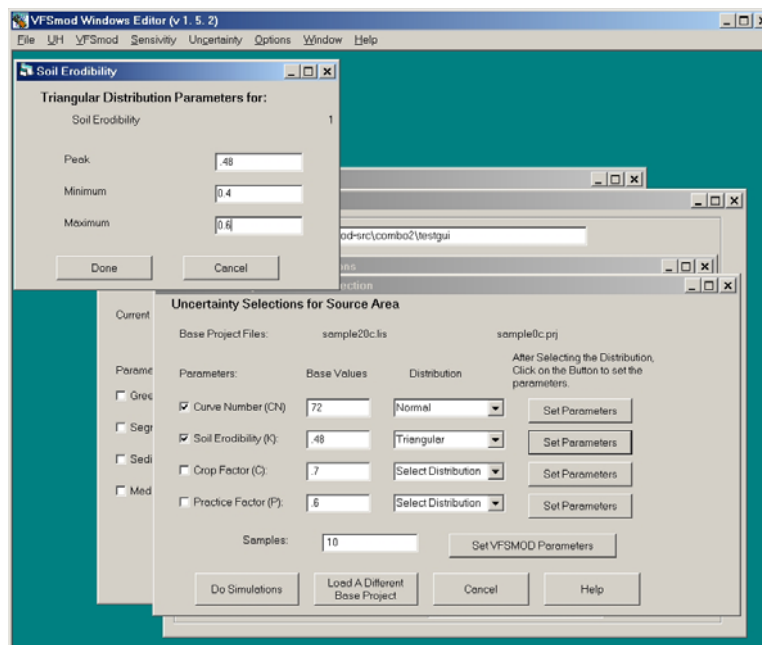 VFSmod Windows Editor (v 1. 5. 2)
File UH VFSmod Sensitivity Uncertainty Options Window Help
Soil Erodibility
Triangular Distribution Parameters for:
Soil Erodibility 1
Peak .48
Minimum 0.4
Maximum 0.6
Done Cancel
od-src\combo2\testgui
ons
ection
Current
Parame
Gree
Segr
Sedi
Med
Uncertainty Selections for Source Area
Base Project Files: sample20c.lis sample0c.prj
After Selecting the Distribution,
Click on the Button to set the
parameters.
Parameters: Base Values Distribution
Curve Number (CN) 72 Normal Set Parameters
Soil Erodibility (K): .48 Triangular Set Parameters
Crop Factor (C): .7 Select Distribution Set Parameters
Practice Factor (P): .6 Select Distribution Set Parameters
Samples: 10 Set VFSMOD Parameters
Do Simulations Load A Different Base Project Cancel Help